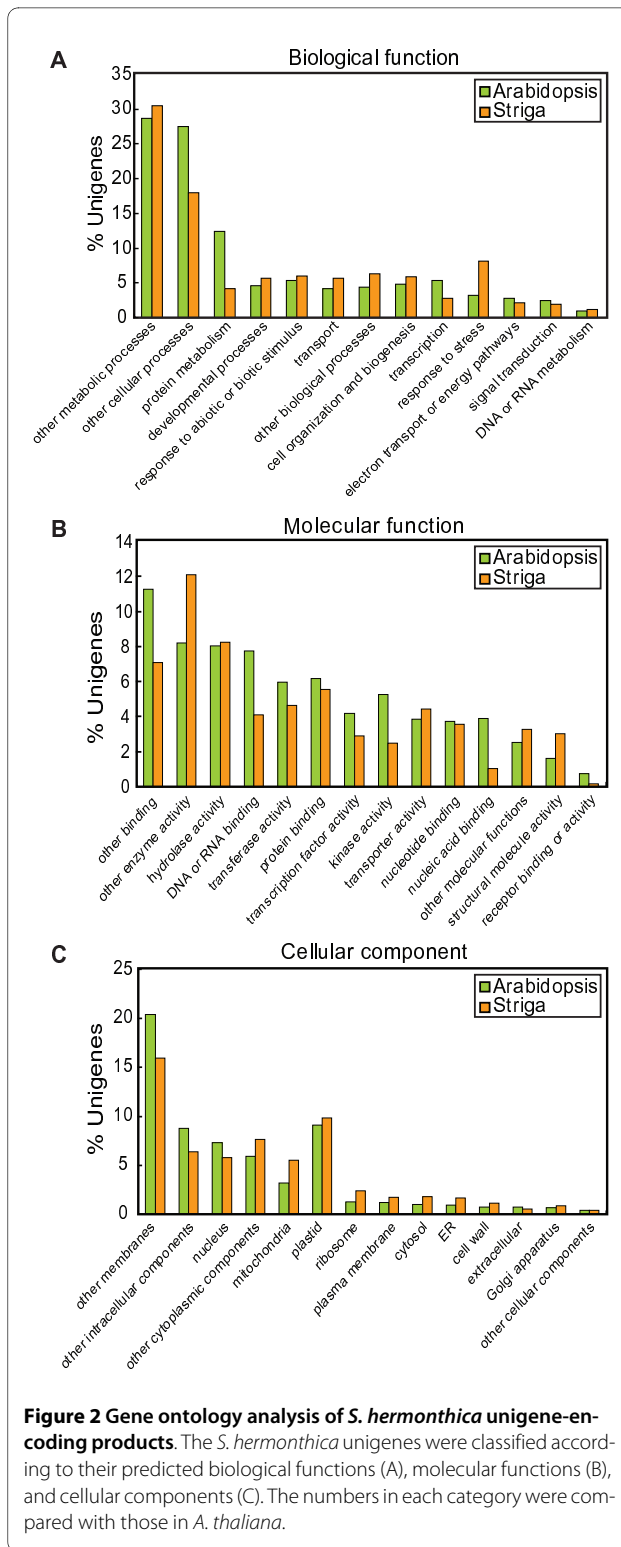 A
Biological function
35
30
25
20
15
10
5
0
% Unigenes
Arabidopsis
Striga
other metabolic processes
other cellular processes
protein metabolism
developmental processes
response to abiotic or biotic stimulus
transport
other biological processes
cell organization and biogenesis
transcription
response to stress
electron transport or energy pathways
signal transduction
DNA or RNA metabolism
B
Molecular function
14
12
10
8
6
4
2
0
% Unigenes
Arabidopsis
Striga
other binding
other enzyme activity
hydrolase activity
DNA or RNA binding
transferase activity
protein binding
transcription factor activity
kinase activity
transporter activity
nucleotide binding
nucleic acid binding
other molecular functions
structural molecule activity
receptor binding or activity
C
Cellular component
25
20
15
10
5
0
% Unigenes
Arabidopsis
Striga
other membranes
other intracellular components
nucleus
other cytoplasmic components
mitochondria
plastid
ribosome
plasma membrane
cytosol
ER
cell wall
extracellular
Golgi apparatus
other cellular components
Figure 2 Gene ontology analysis of S. hermonthica unigene-en-
coding products. The S. hermonthica unigenes were classified accord-
ing to their predicted biological functions (A), molecular functions (B),
and cellular components (C). The numbers in each category were com-
pared with those in A. thaliana.